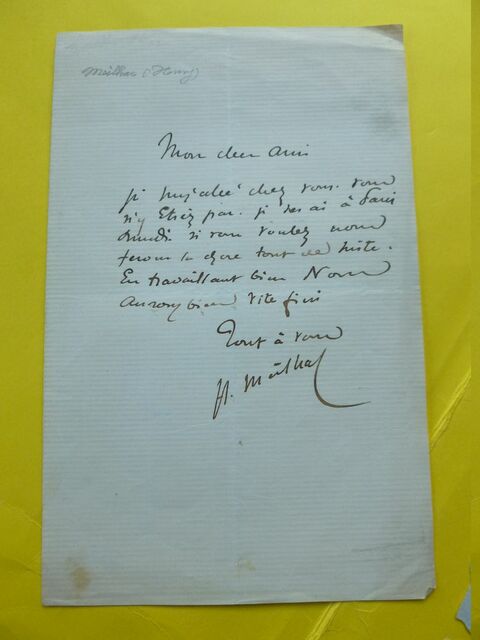 Meilhac (Henry)
Mon cher ami
je suis allé chez vous. vous
n'y étiez pas. je serai à Paris
lundi. si vous voulez nous
ferons la chose tout de suite.
En travaillant bien Nous
aurons bien vite fini
Tout à vous
H. Meilhac